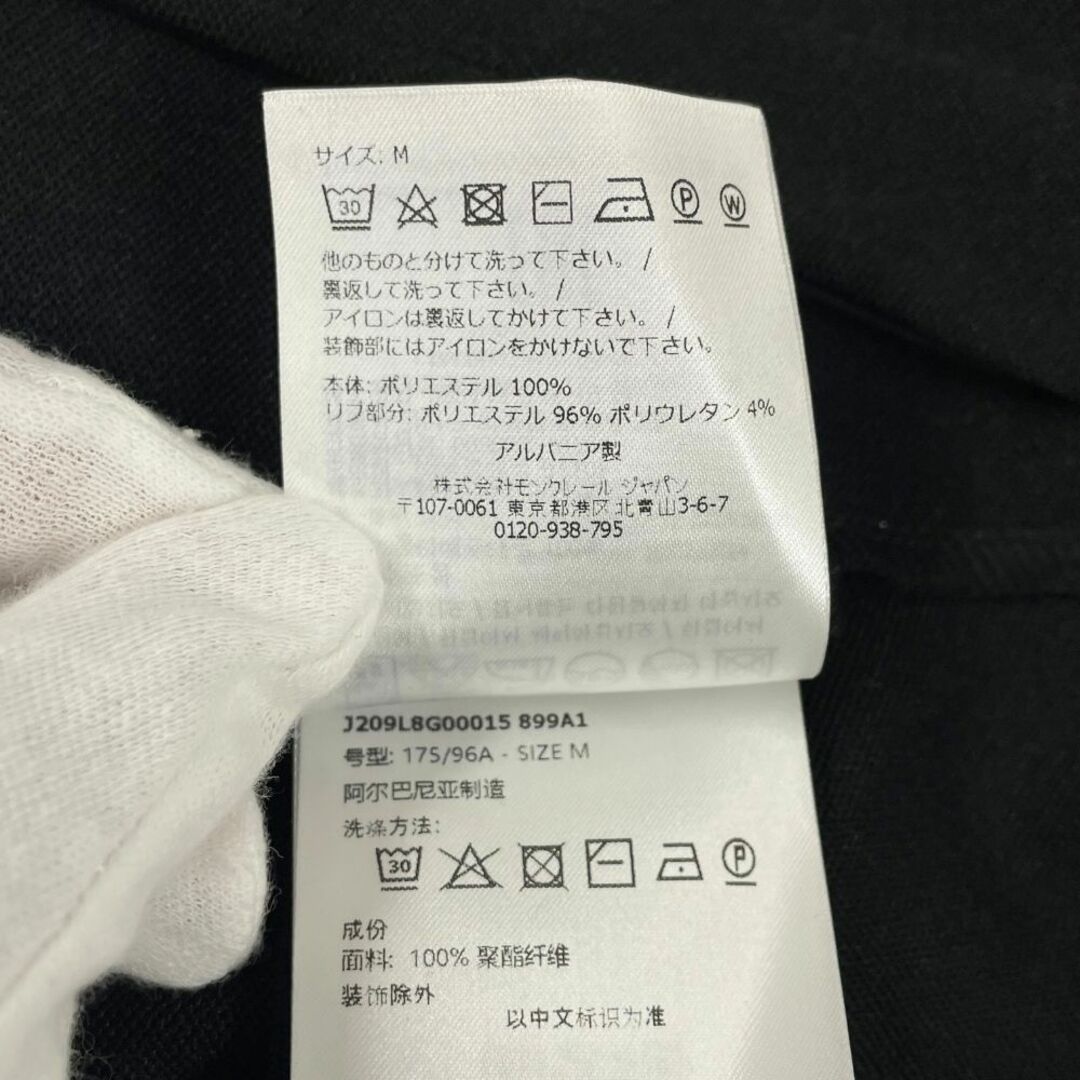 サイズ: M
30
P
W
他のものと分けて洗って下さい。 /
裏返して洗って下さい。 /
アイロンは裏返してかけて下さい。 /
装飾部にはアイロンをかけないで下さい。
本体: ポリエステル 100%
リブ部分: ポリエステル 96% ポリウレタン 4%
アルバニア製
株式会社モンクレール ジャパン
〒107-0061 東京都港区 北青山3-6-7
0120-938-795
J209L8G00015 899A1
号型: 175/96A - SIZE M
阿尔巴尼亚制造
洗涤方法:
30
P
成份
面料: 100% 聚酯纤维
装饰除外
以中文标识为准